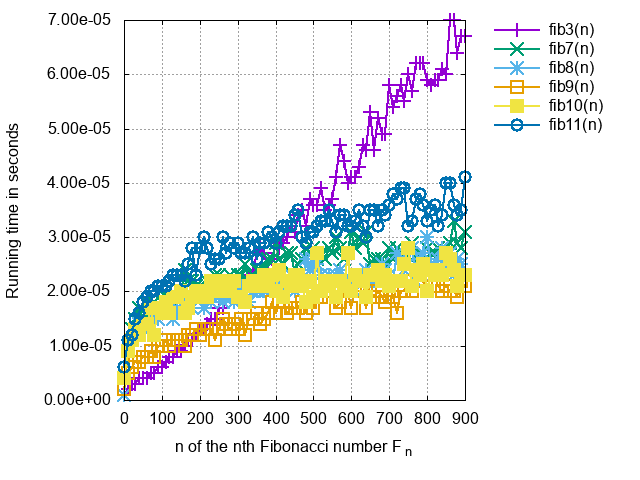 7.00e-05
6.00e-05
5.00e-05
4.00e-05
3.00e-05
2.00e-05
1.00e-05
0.00e+00
0 100 200 300 400 500 600 700 800 900
Running time in seconds
n of the nth Fibonacci number F n
fib3(n)
fib7(n)
fib8(n)
fib9(n)
fib10(n)
fib11(n)